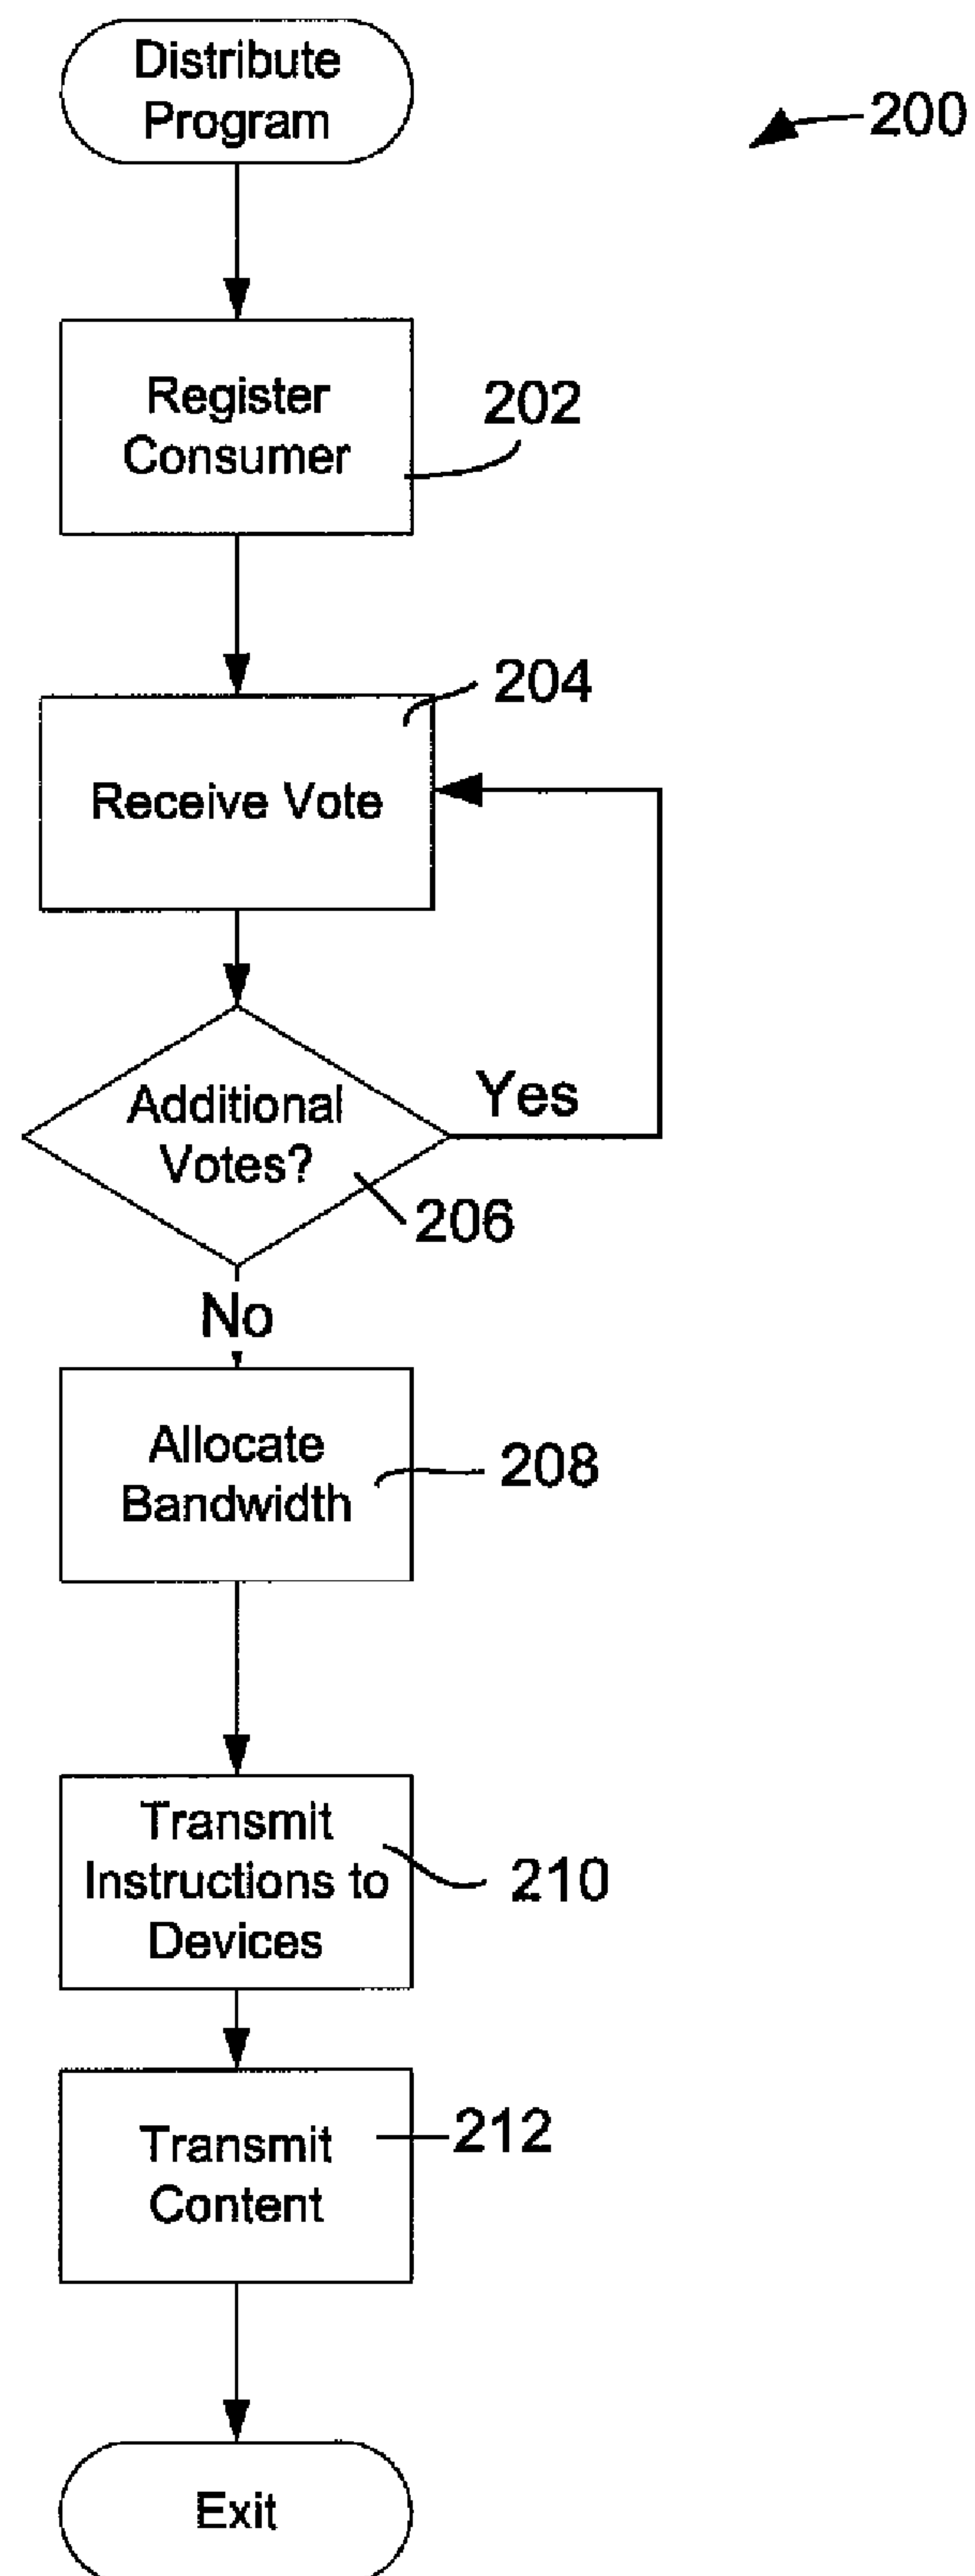 Distribute
Program
200
Register
Consumer
202
204
Receive Vote
Additional
Votes?
Yes
206
No
Allocate
Bandwidth
208
Transmit
Instructions to
Devices
210
Transmit
Content
212
Exit